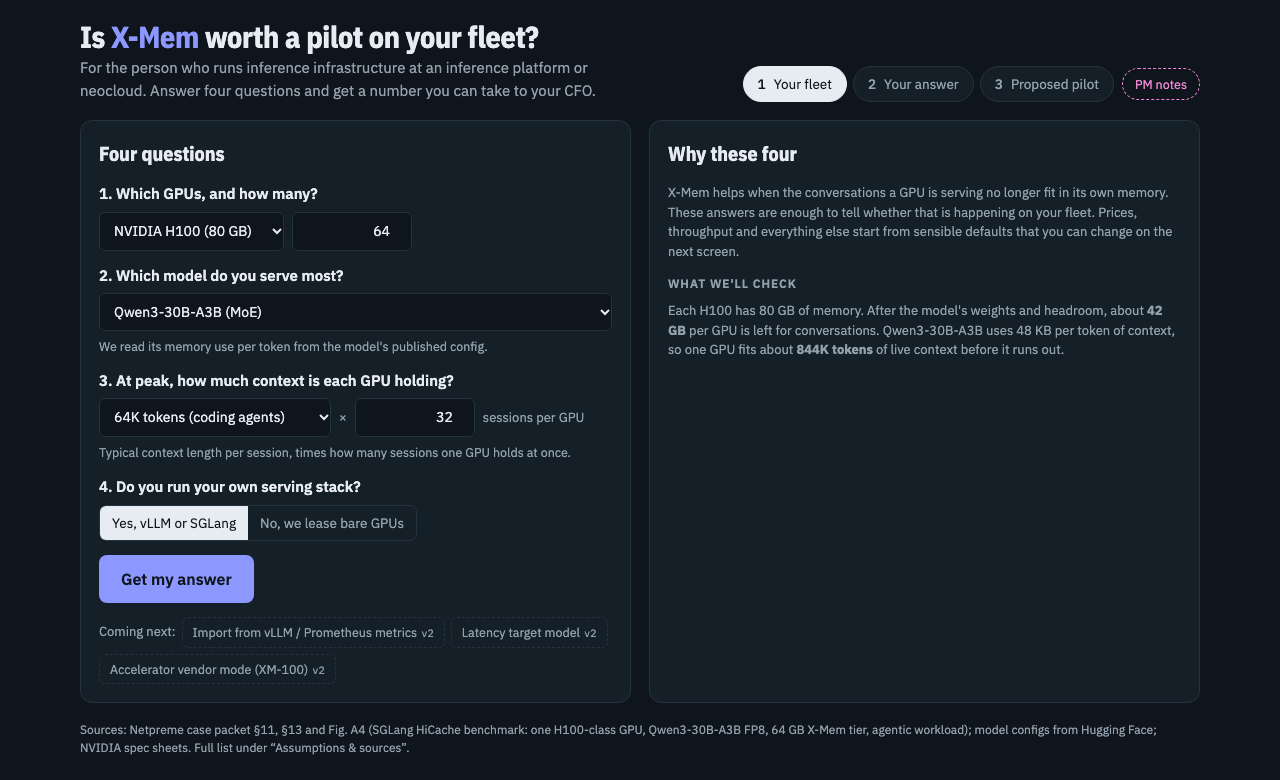 Is X-Mem worth a pilot on your fleet?
For the person who runs inference infrastructure at an inference platform or
neocloud. Answer four questions and get a number you can take to your CFO.
1 Your fleet
2 Your answer
3 Proposed pilot
PM notes
Four questions
1. Which GPUs, and how many?
NVIDIA H100 (80 GB)
64
2. Which model do you serve most?
Qwen3-30B-A3B (MoE)
We read its memory use per token from the model's published config.
3. At peak, how much context is each GPU holding?
64K tokens (coding agents)
×
32
sessions per GPU
Typical context length per session, times how many sessions one GPU holds at once.
4. Do you run your own serving stack?
Yes, vLLM or SGLang
No, we lease bare GPUs
Get my answer
Coming next:
Import from vLLM / Prometheus metrics v2
Latency target model v2
Accelerator vendor mode (XM-100) v2
Why these four
X-Mem helps when the conversations a GPU is serving no longer fit in its own memory.
These answers are enough to tell whether that is happening on your fleet. Prices,
throughput and everything else start from sensible defaults that you can change on the
next screen.
WHAT WE'LL CHECK
Each H100 has 80 GB of memory. After the model's weights and headroom, about 42
GB per GPU is left for conversations. Qwen3-30B-A3B uses 48 KB per token of context,
so one GPU fits about 844K tokens of live context before it runs out.
Sources: Netpreme case packet §11, §13 and Fig. A4 (SGLang HiCache benchmark: one H100-class GPU, Qwen3-30B-A3B FP8, 64 GB X-Mem tier, agentic workload); model configs from Hugging Face;
NVIDIA spec sheets. Full list under “Assumptions & sources”.